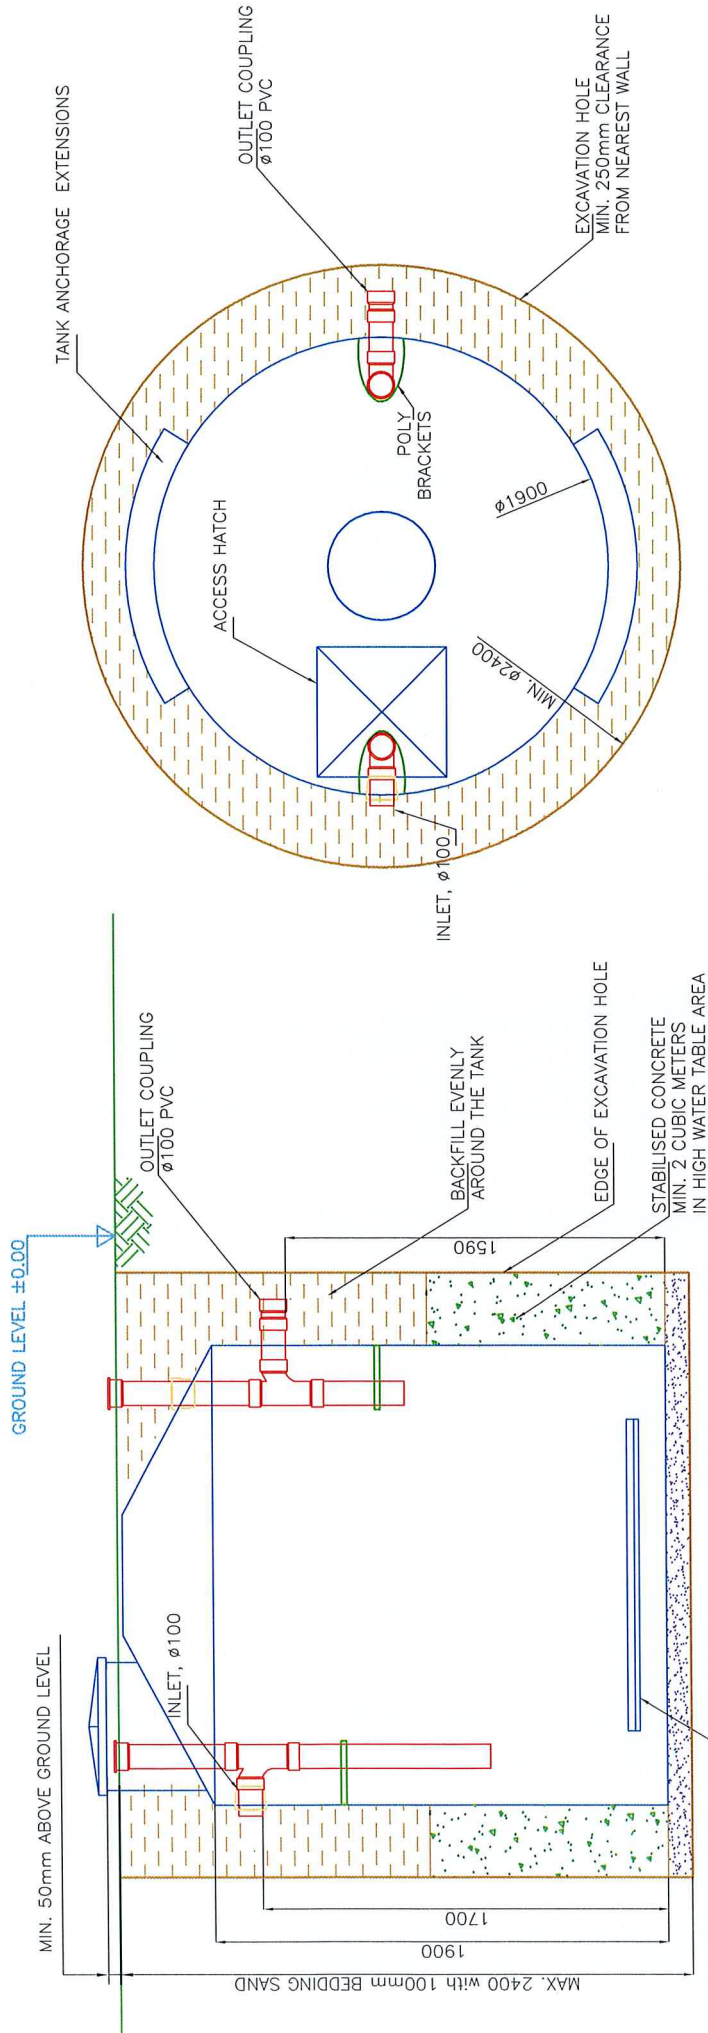 GROUND LEVEL ±0.00
MIN. 50mm ABOVE GROUND LEVEL
INLET, ø100
OUTLET COUPLING
ø100 PVC
BACKFILL EVENLY
AROUND THE TANK
EDGE OF EXCAVATION HOLE
STABILISED CONCRETE
MIN. 2 CUBIC METERS
IN HIGH WATER TABLE AREA
1590
1700
1900
MAX. 2400 with 100mm BEDDING SAND
TANK ANCHORAGE EXTENSIONS
OUTLET COUPLING
ø100 PVC
ACCESS HATCH
POLY
BRACKETS
ø1900
MIN. ø2400
INLET, ø100
EXCAVATION HOLE
MIN. 250mm CLEARANCE
FROM NEAREST WALL